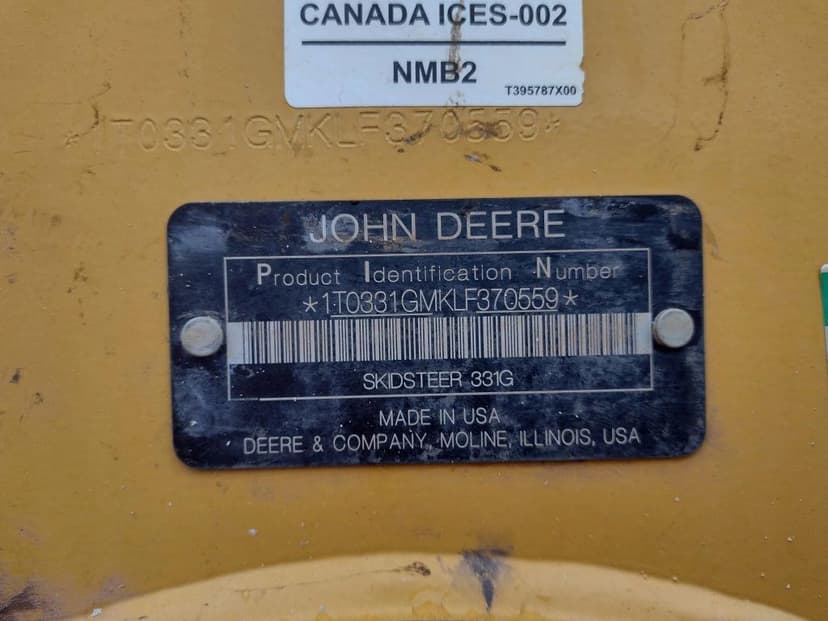 CANADA ICES-002
NMB2
T395787X00
*1T0331GMKLF370559*
JOHN DEERE
Product Identification Number
*1T0331GMKLF370559*
SKIDSTEER 331G
MADE IN USA
DEERE & COMPANY, MOLINE, ILLINOIS, USA